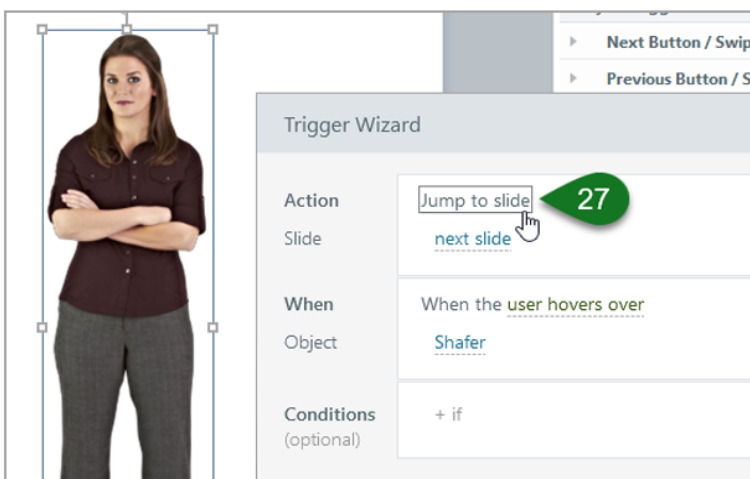 Next Button / Swip
Previous Button / S
Trigger Wizard
Action
Jump to slide
27
Slide
next slide
When
When the user hovers over
Object
Shafer
Conditions
+ if
(optional)